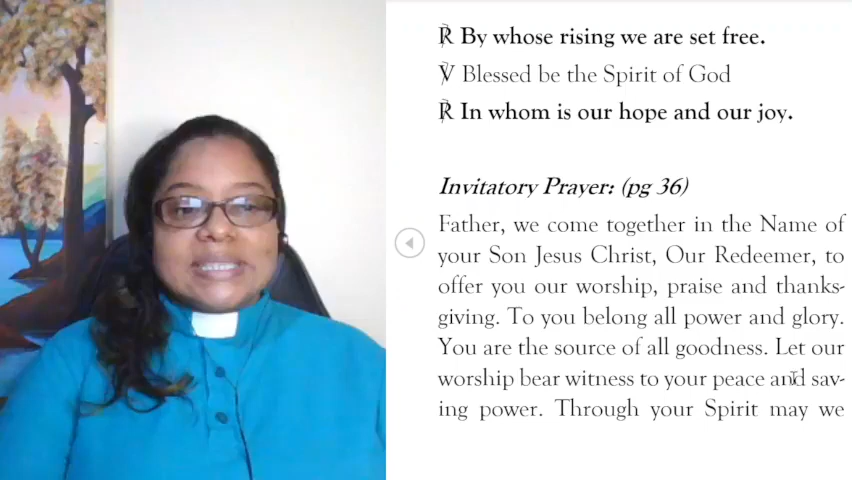 ℟ By whose rising we are set free.
℣ Blessed be the Spirit of God
℟ In whom is our hope and our joy.
Invitatory Prayer: (pg 36)
Father, we come together in the Name of
your Son Jesus Christ, Our Redeemer, to
offer you our worship, praise and thanks-
giving. To you belong all power and glory.
You are the source of all goodness. Let our
worship bear witness to your peace and sav-
ing power. Through your Spirit may we